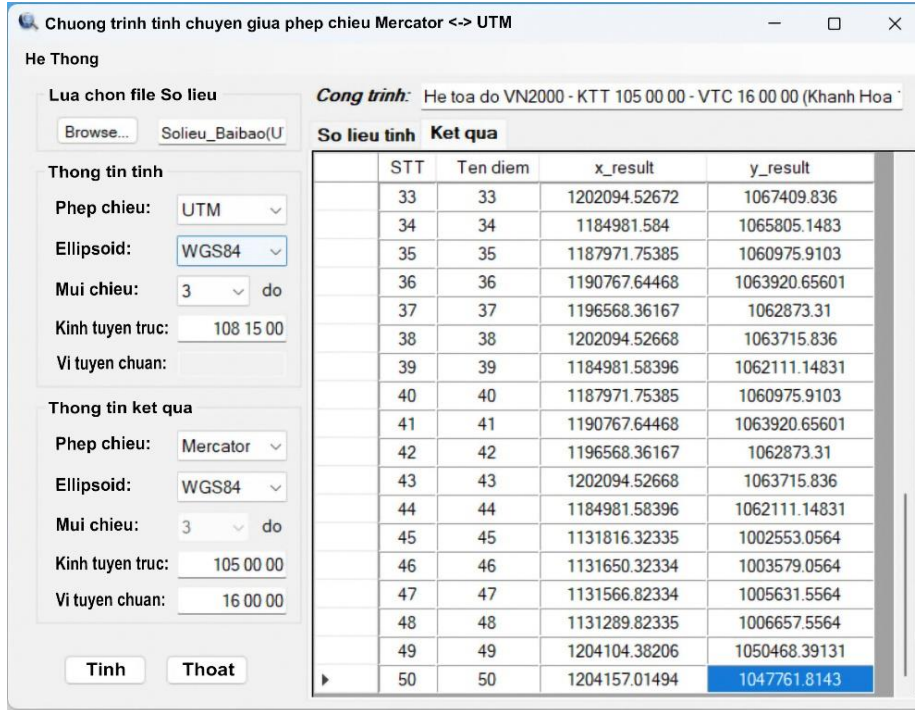 Chuong trinh tinh chuyen giua phep chieu Mercator <-> UTM
He Thong
Lua chon file So lieu
Browse... Solieu_Baibao(U
Thong tin tinh
Phep chieu: UTM
Ellipsoid: WGS84
Mui chieu: 3 do
Kinh tuyen truc: 108 15 00
Vi tuyen chuan:
Thong tin ket qua
Phep chieu: Mercator
Ellipsoid: WGS84
Mui chieu: 3 do
Kinh tuyen truc: 105 00 00
Vi tuyen chuan: 16 00 00
Tinh Thoat
Cong trinh: He toa do VN2000 - KTT 105 00 00 - VTC 16 00 00 (Khanh Hoa
So lieu tinh Ket qua
STT Ten diem x_result y_result
33 33 1202094.52672 1067409.836
34 34 1184981.584 1065805.1483
35 35 1187971.75385 1060975.9103
36 36 1190767.64468 1063920.65601
37 37 1196568.36167 1062873.31
38 38 1202094.52668 1063715.836
39 39 1184981.58396 1062111.14831
40 40 1187971.75385 1060975.9103
41 41 1190767.64468 1063920.65601
42 42 1196568.36167 1062873.31
43 43 1202094.52668 1063715.836
44 44 1184981.58396 1062111.14831
45 45 1131816.32335 1002553.0564
46 46 1131650.32334 1003579.0564
47 47 1131566.82334 1005631.5564
48 48 1131289.82335 1006657.5564
49 49 1204104.38206 1050468.39131
50 50 1204157.01494 1047761.8143